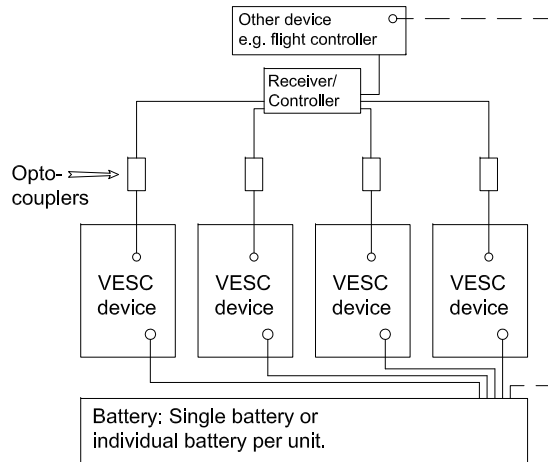 Other device
e.g. flight controller
Receiver/
Controller
Opto-
couplers
VESC
device
VESC
device
VESC
device
VESC
device
Battery: Single battery or
individual battery per unit.